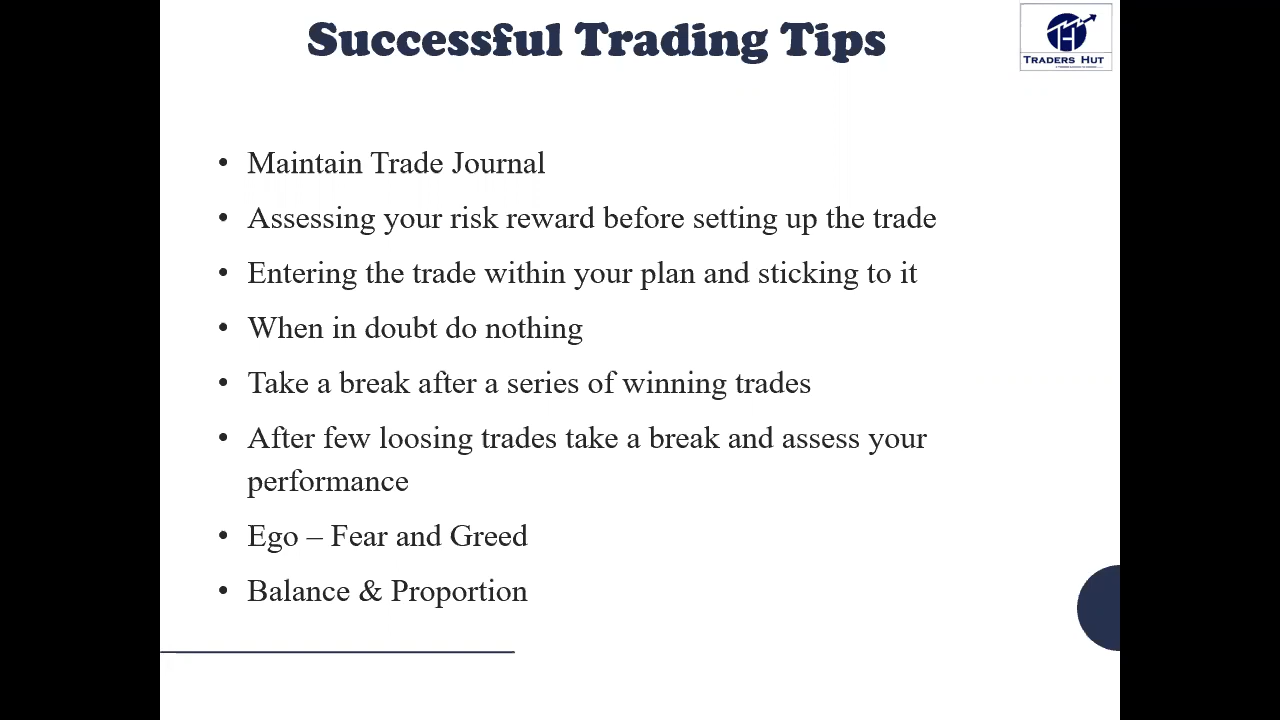 Successful Trading Tips
TRADERS HUT
• Maintain Trade Journal
• Assessing your risk reward before setting up the trade
• Entering the trade within your plan and sticking to it
• When in doubt do nothing
• Take a break after a series of winning trades
• After few loosing trades take a break and assess your
performance
• Ego – Fear and Greed
• Balance & Proportion